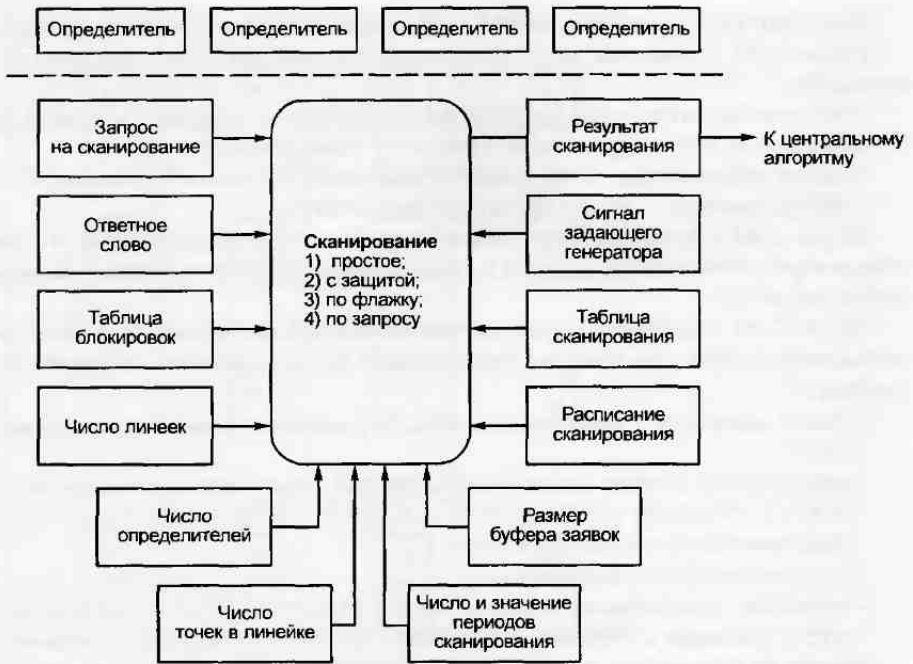 Определитель
Определитель
Определитель
Определитель
Запрос
на сканирование
Ответное
слово
Таблица
блокировок
Число линеек
Сканирование
1) простое;
2) с защитой;
3) по флажку;
4) по запросу
Результат
сканирования
К центральному
алгоритму
Сигнал
задающего
генератора
Таблица
сканирования
Расписание
сканирования
Число
определителей
Размер
буфера заявок
Число
точек в линейке
Число и значение
периодов
сканирования